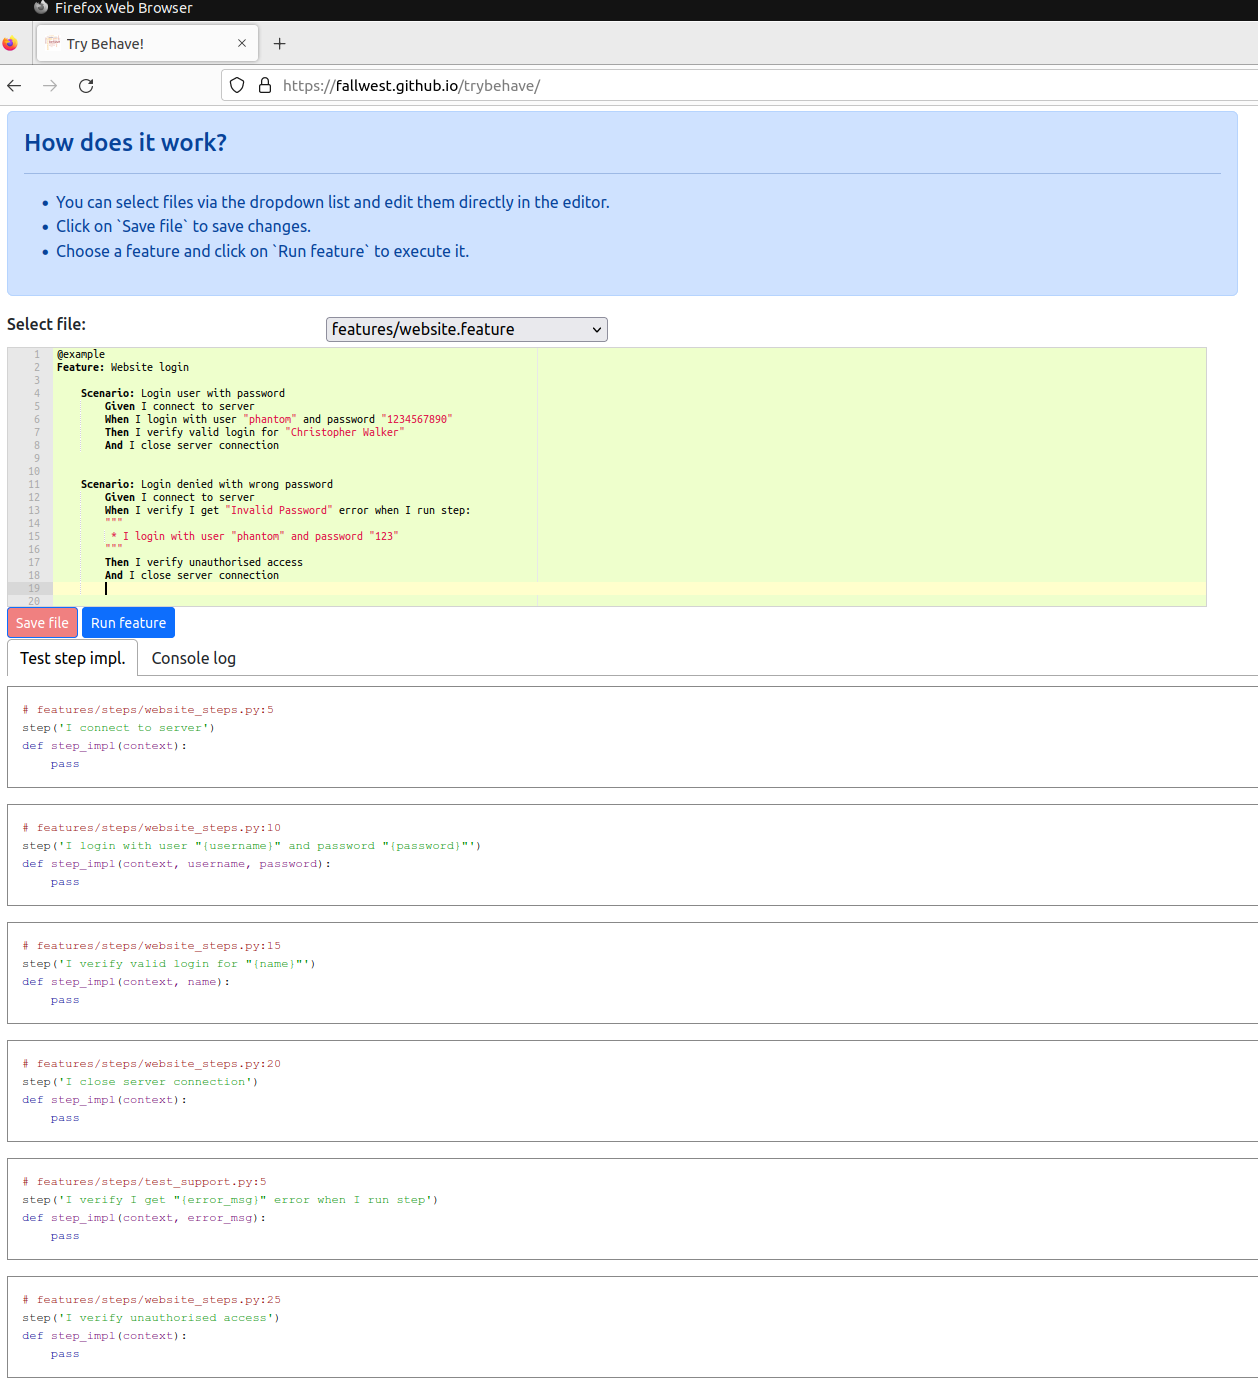 Firefox Web Browser
Try Behave!
https://fallwest.github.io/trybehave/
How does it work?
• You can select files via the dropdown list and edit them directly in the editor.
• Click on `Save file` to save changes.
• Choose a feature and click on `Run feature` to execute it.
Select file: features/website.feature
1 @example
2 Feature: Website login
3
4 Scenario: Login user with password
5 Given I connect to server
6 When I login with user "phantom" and password "1234567890"
7 Then I verify valid login for "Christopher Walker"
8 And I close server connection
9
10
11 Scenario: Login denied with wrong password
12 Given I connect to server
13 When I verify I get "Invalid Password" error when I run step:
14 """
15 * I login with user "phantom" and password "123"
16 """
17 Then I verify unauthorised access
18 And I close server connection
19
20
Save file Run feature
Test step impl. Console log
# features/steps/website_steps.py:5
step('I connect to server')
def step_impl(context):
pass
# features/steps/website_steps.py:10
step('I login with user "{username}" and password "{password}"')
def step_impl(context, username, password):
pass
# features/steps/website_steps.py:15
step('I verify valid login for "{name}"')
def step_impl(context, name):
pass
# features/steps/website_steps.py:20
step('I close server connection')
def step_impl(context):
pass
# features/steps/test_support.py:5
step('I verify I get "{error_msg}" error when I run step')
def step_impl(context, error_msg):
pass
# features/steps/website_steps.py:25
step('I verify unauthorised access')
def step_impl(context):
pass